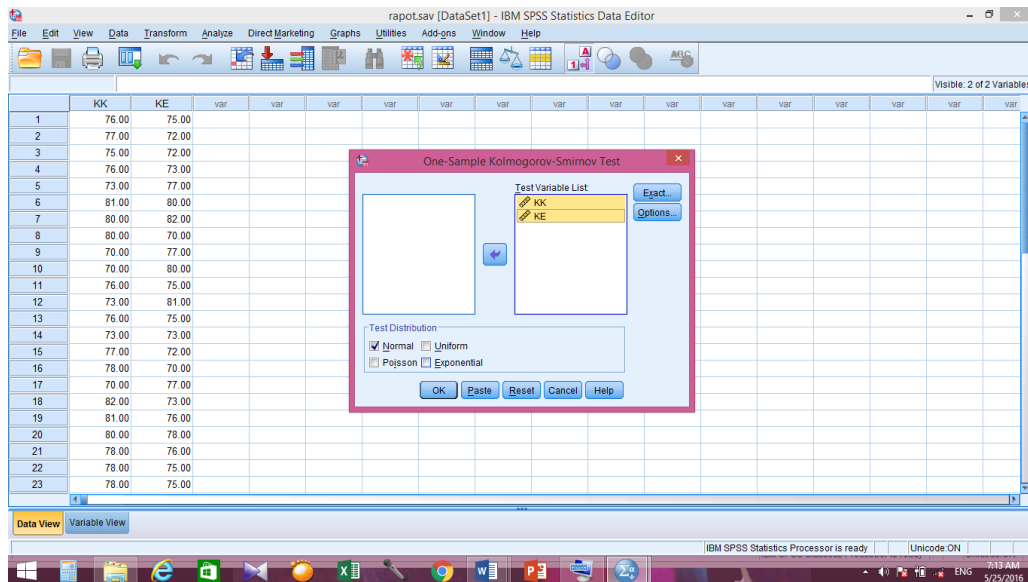 rapot.sav [DataSet1] - IBM SPSS Statistics Data Editor
File Edit View Data Transform Analyze Direct Marketing Graphs Utilities Add-ons Window Help
Visible: 2 of 2 Variables
KK KE var var var var var var var var var var var var var var var
1 76.00 75.00
2 77.00 72.00
3 75.00 72.00
4 76.00 73.00
5 73.00 77.00
6 81.00 80.00
7 80.00 82.00
8 80.00 70.00
9 70.00 77.00
10 70.00 80.00
11 76.00 75.00
12 73.00 81.00
13 76.00 75.00
14 73.00 73.00
15 77.00 72.00
16 78.00 70.00
17 70.00 77.00
18 82.00 73.00
19 81.00 76.00
20 80.00 78.00
21 78.00 76.00
22 78.00 75.00
23 78.00 75.00
One-Sample Kolmogorov-Smirnov Test
Test Variable List:
KK
KE
Exact...
Options...
Test Distribution
Normal Uniform
Poisson Exponential
OK Paste Reset Cancel Help
Data View Variable View
IBM SPSS Statistics Processor is ready Unicode:ON
ENG 7:13 AM
5/25/2016